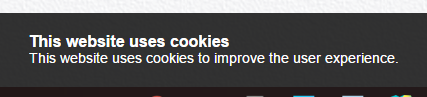 This website uses cookies
This website uses cookies to improve the user experience.